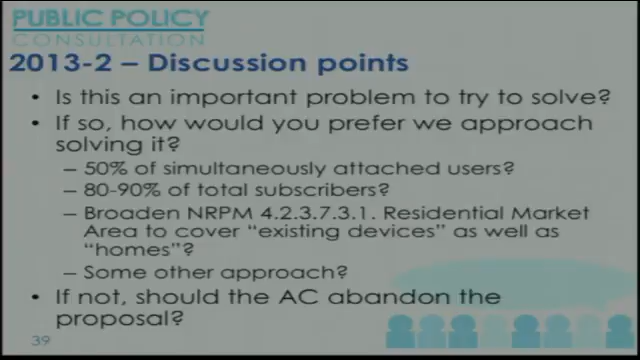 PUBLIC POLICY
CONSULTATION
2013-2 – Discussion points
• Is this an important problem to try to solve?
• If so, how would you prefer we approach
solving it?
– 50% of simultaneously attached users?
– 80-90% of total subscribers?
– Broaden NRPM 4.2.3.7.3.1. Residential Market
Area to cover “existing devices” as well as
“homes”?
– Some other approach?
• If not, should the AC abandon the
proposal?
39